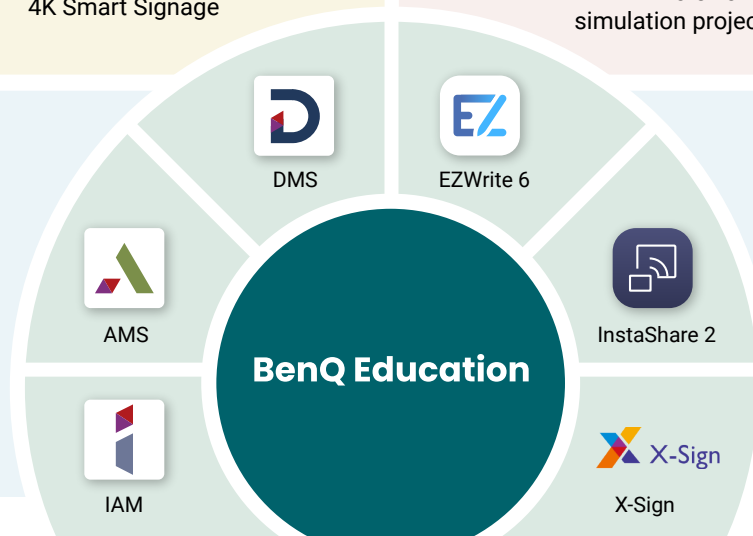 4K Smart Signage
simulation projec
DMS
EZWrite 6
AMS
InstaShare 2
BenQ Education
IAM
X-Sign
X-Sign